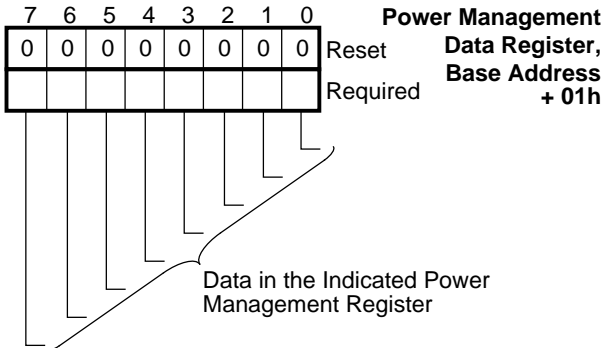 7 6 5 4 3 2 1 0
0 0 0 0 0 0 0 0 Reset
Required
Power Management
Data Register,
Base Address
+ 01h
Data in the Indicated Power
Management Register